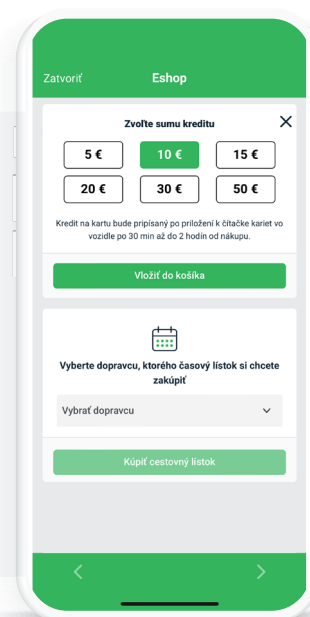 Zatvoriť Eshop
Zvoľte sumu kreditu
5 € 10 € 15 €
20 € 30 € 50 €
Kredit na kartu bude pripísaný po priložení k čítačke kariet vo
vozidle po 30 min až do 2 hodín od nákupu.
Vložiť do košíka
Vyberte dopravcu, ktorého časový lístok si chcete
zakúpiť
Vybrať dopravcu
Kúpiť cestovný lístok